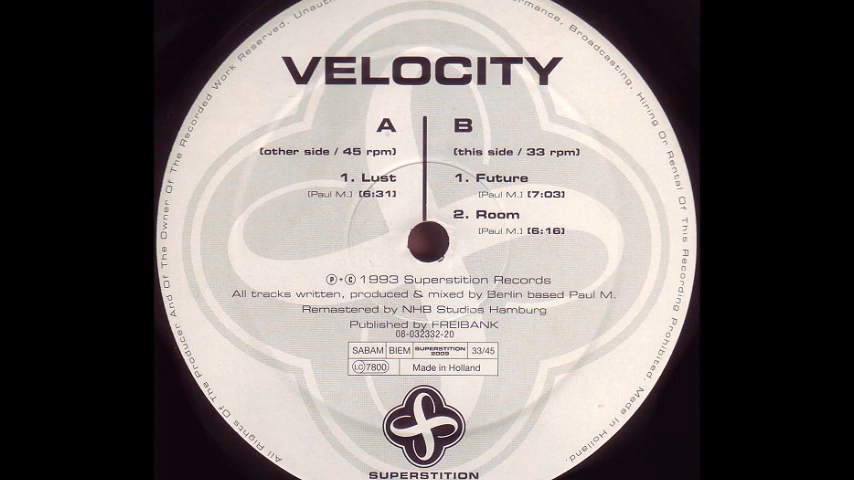 VELOCITY
A
(other side / 45 rpm)
1. Lust
[Paul M.] [6:31]
B
(this side / 33 rpm)
1. Future
[Paul M.] [7:03]
2. Room
[Paul M.] [6:16]
Ⓟ+© 1993 Superstition Records
All tracks written, produced & mixed by Berlin based Paul M.
Remastered by NHB Studios Hamburg
Published by FREIBANK
08-032332-20
SABAM BIEM SUPERSTITION 2009 33/45
LC 7800 Made in Holland
SUPERSTITION
All Rights Of The Producer And Of The Owner Of The Recorded Work Reserved. Broadcasting, Hiring Or Rental Of This Recording Prohibited. Made in Holland.